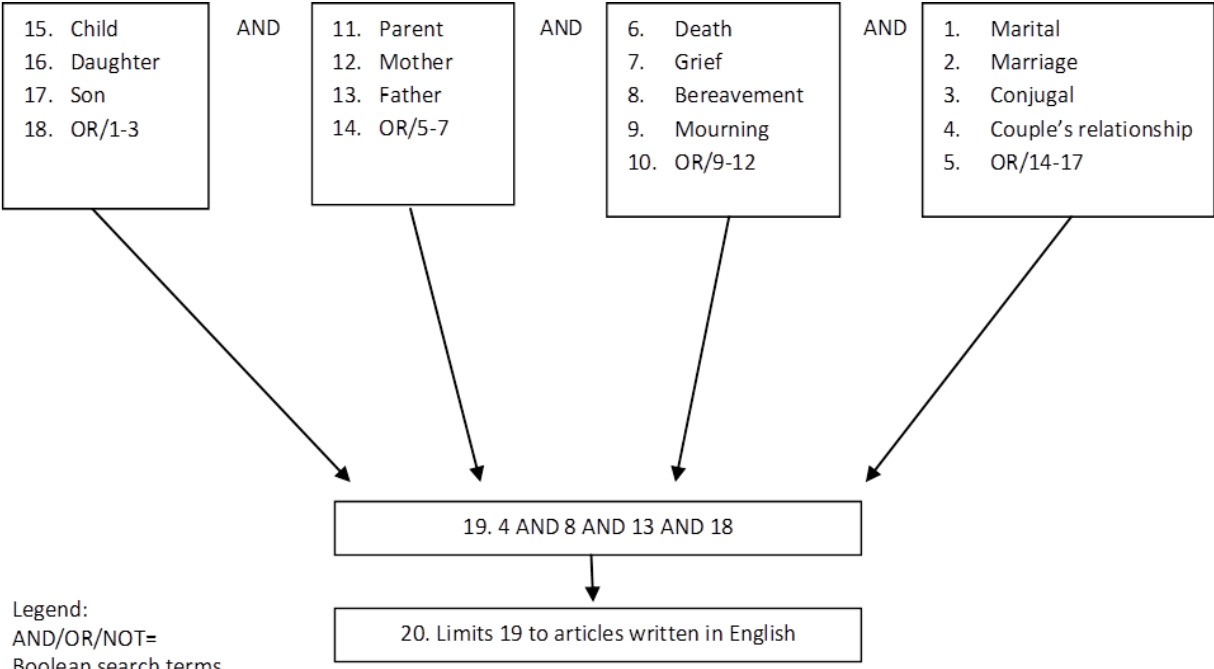 15. Child
16. Daughter
17. Son
18. OR/1-3
AND
11. Parent
12. Mother
13. Father
14. OR/5-7
AND
6. Death
7. Grief
8. Bereavement
9. Mourning
10. OR/9-12
AND
1. Marital
2. Marriage
3. Conjugal
4. Couple’s relationship
5. OR/14-17
19. 4 AND 8 AND 13 AND 18
20. Limits 19 to articles written in English
Legend:
AND/OR/NOT=
Boolean search terms